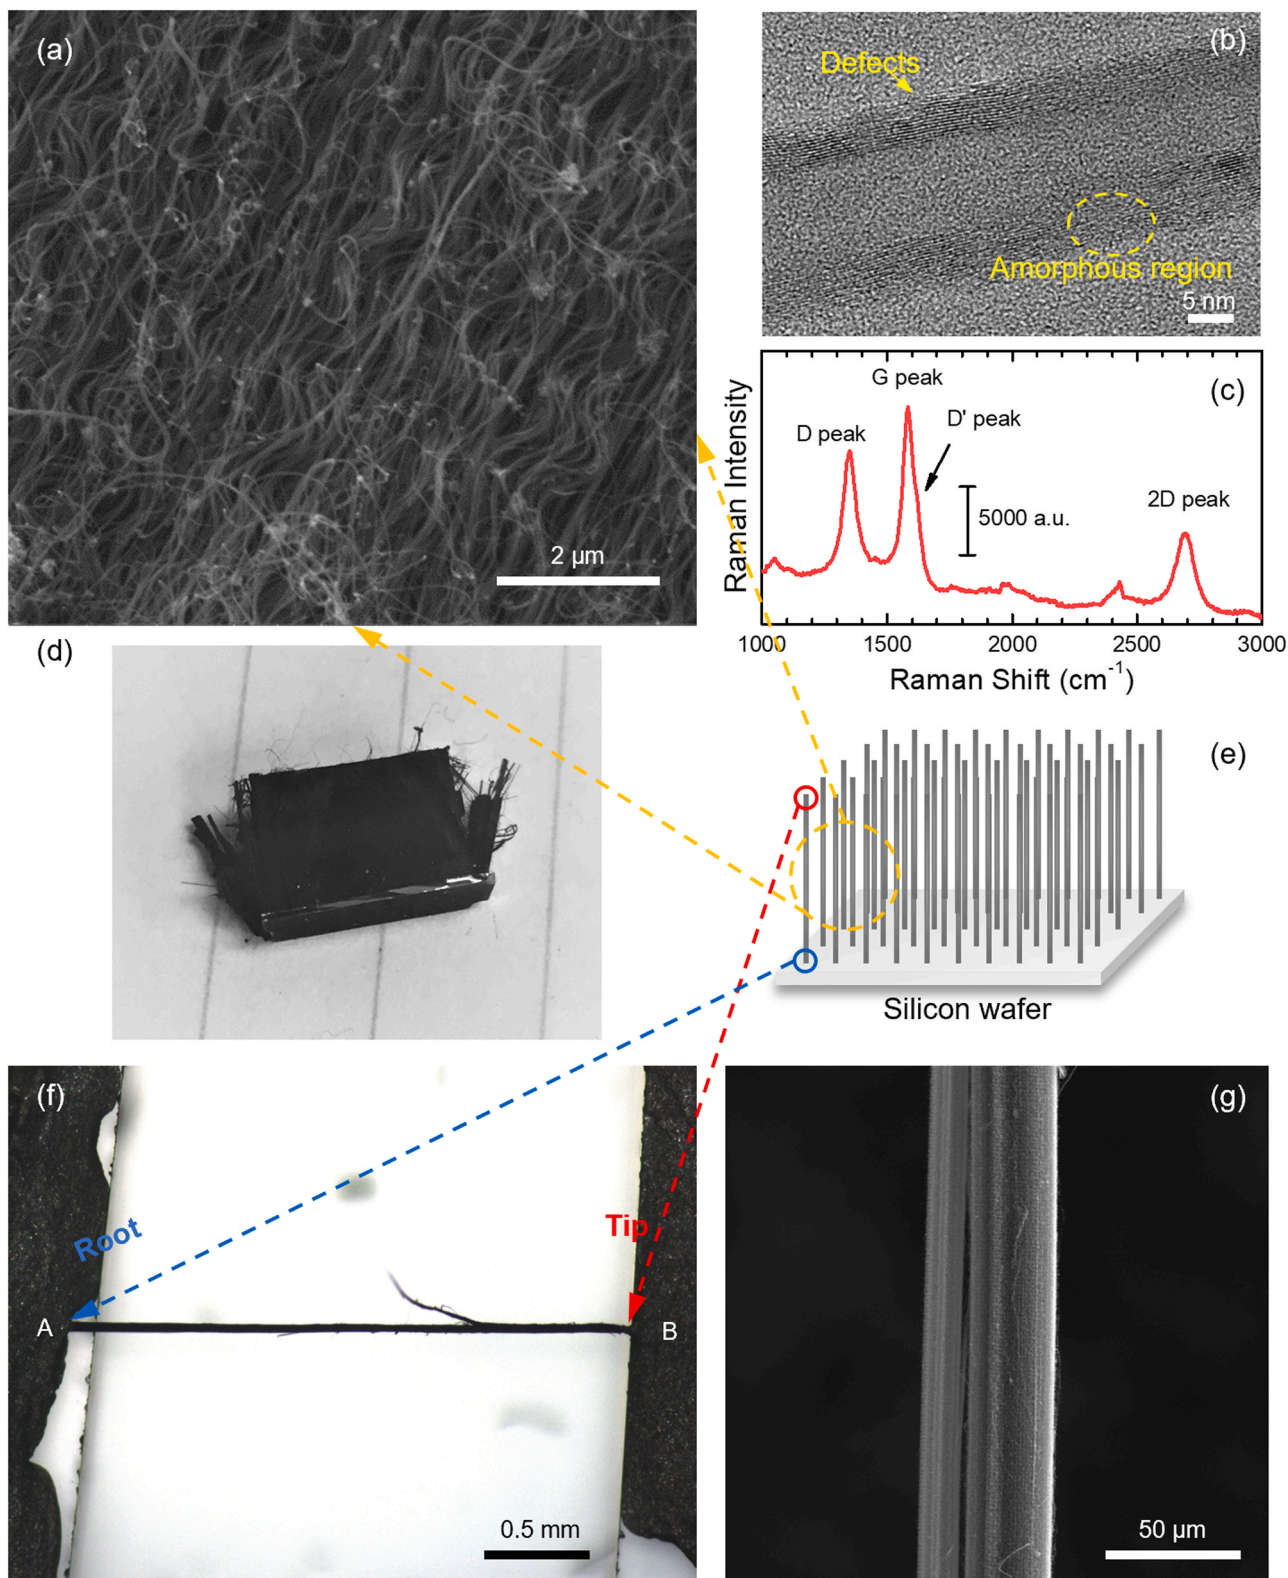 (a)
2 µm
(b)
Defects
Amorphous region
5 nm
(c)
G peak
D' peak
D peak
5000 a.u.
2D peak
Raman Intensity
1000 1500 2000 2500 3000
Raman Shift (cm⁻¹)
(d)
(e)
Silicon wafer
(f)
Root
Tip
A
B
0.5 mm
(g)
50 µm